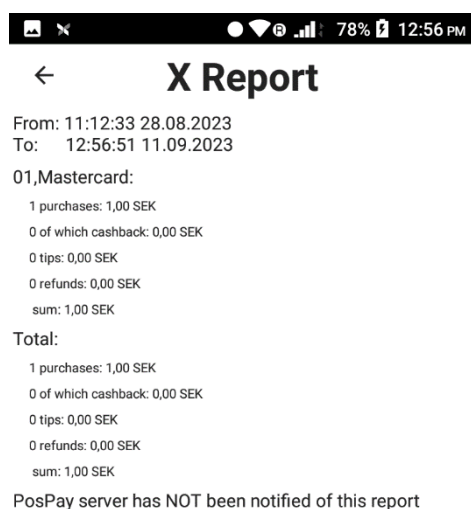 78% 12:56 PM
X Report
From: 11:12:33 28.08.2023
To: 12:56:51 11.09.2023
01,Mastercard:
1 purchases: 1,00 SEK
0 of which cashback: 0,00 SEK
0 tips: 0,00 SEK
0 refunds: 0,00 SEK
sum: 1,00 SEK
Total:
1 purchases: 1,00 SEK
0 of which cashback: 0,00 SEK
0 tips: 0,00 SEK
0 refunds: 0,00 SEK
sum: 1,00 SEK
PosPay server has NOT been notified of this report